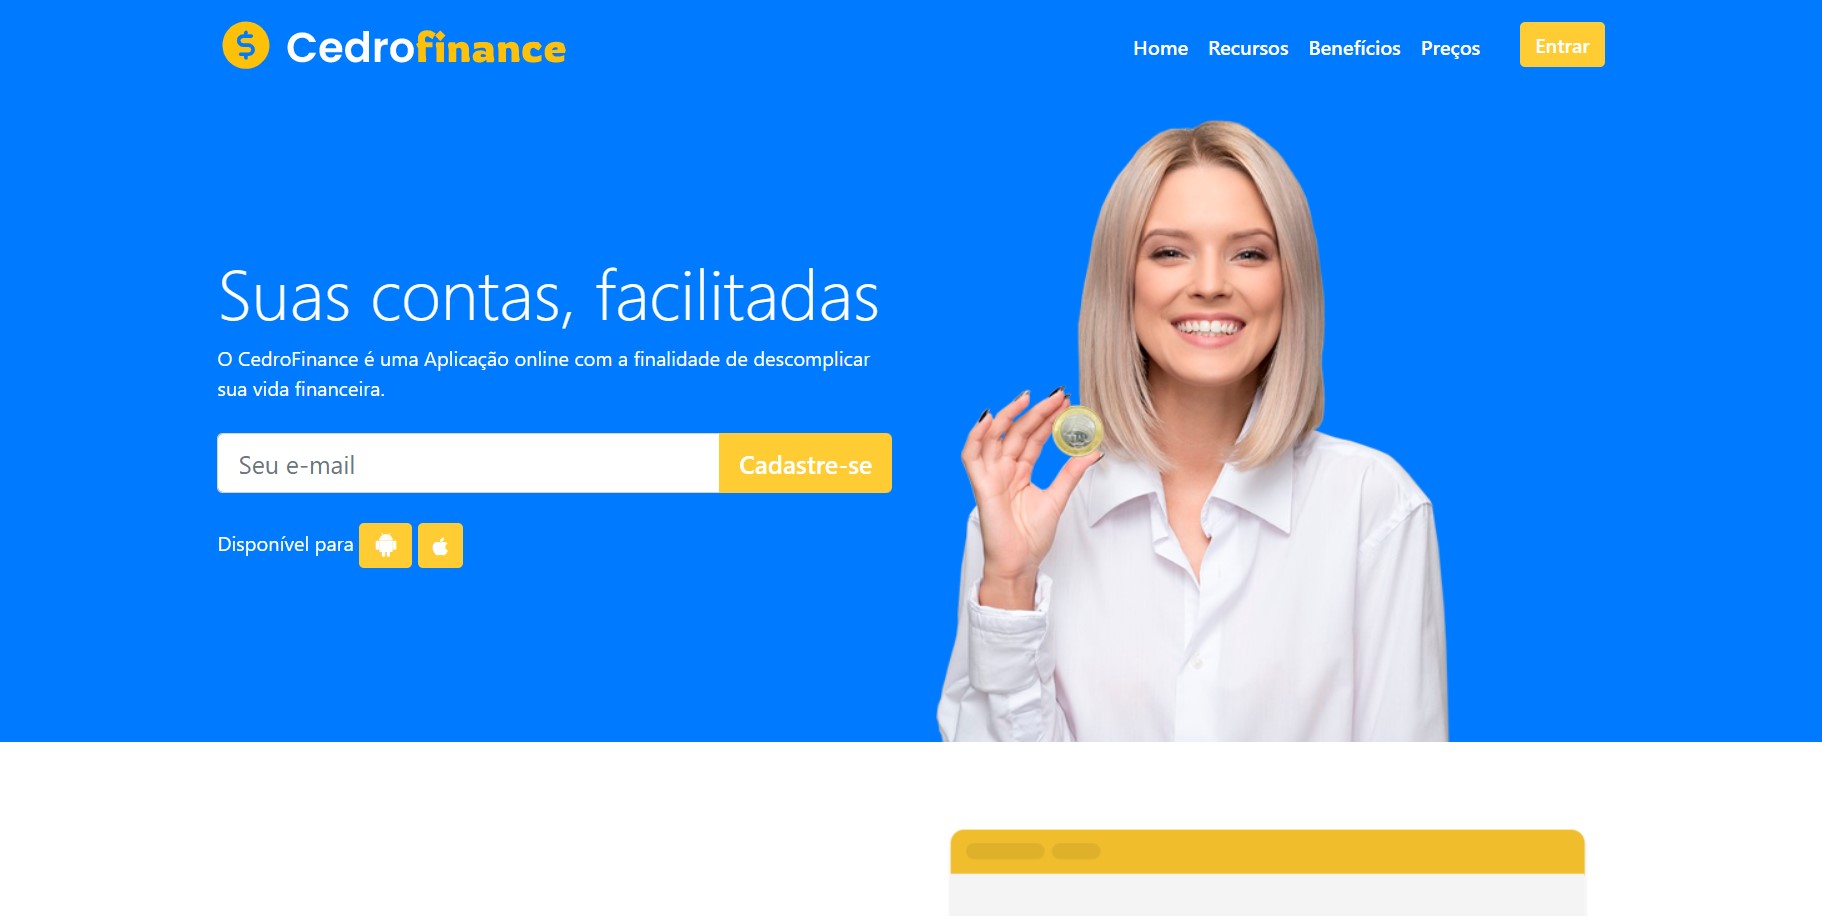 Cedrofinance
Home Recursos Benefícios Preços Entrar
Suas contas, facilitadas
O CedroFinance é uma Aplicação online com a finalidade de descomplicar
sua vida financeira.
Seu e-mail Cadastre-se
Disponível para